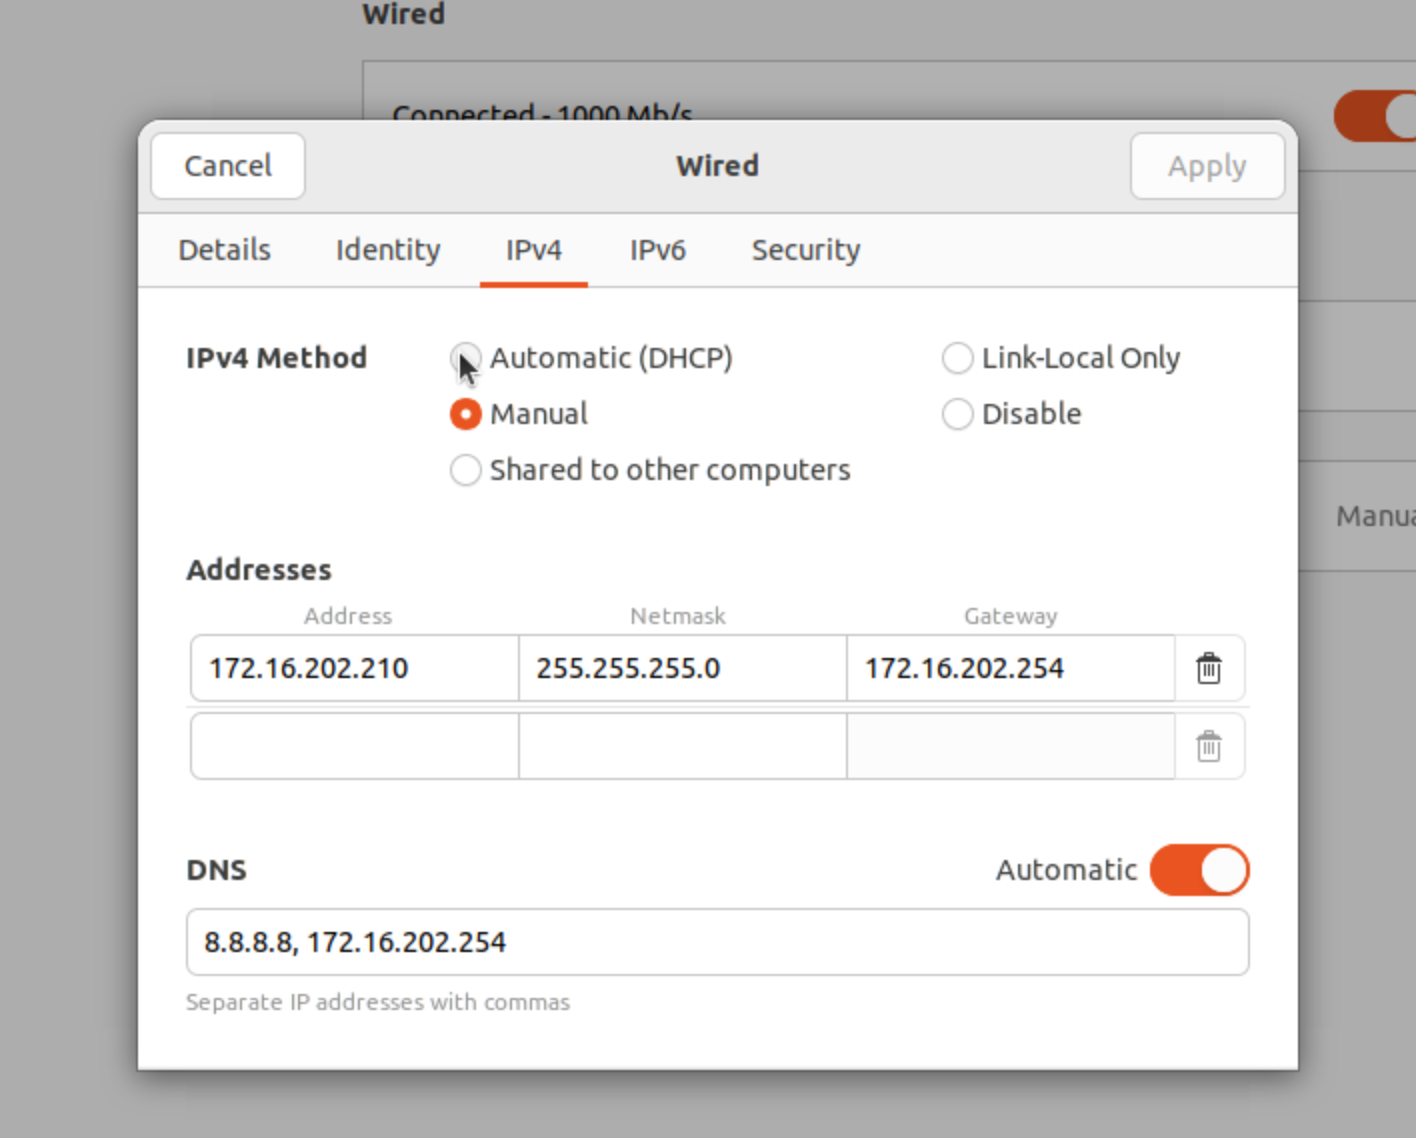 Wired
Connected - 1000 Mb/s
Cancel Wired Apply
Details Identity IPv4 IPv6 Security
IPv4 Method Automatic (DHCP) Link-Local Only
Manual Disable
Shared to other computers
Manua
Addresses
Address Netmask Gateway
172.16.202.210 255.255.255.0 172.16.202.254
DNS Automatic
8.8.8.8, 172.16.202.254
Separate IP addresses with commas